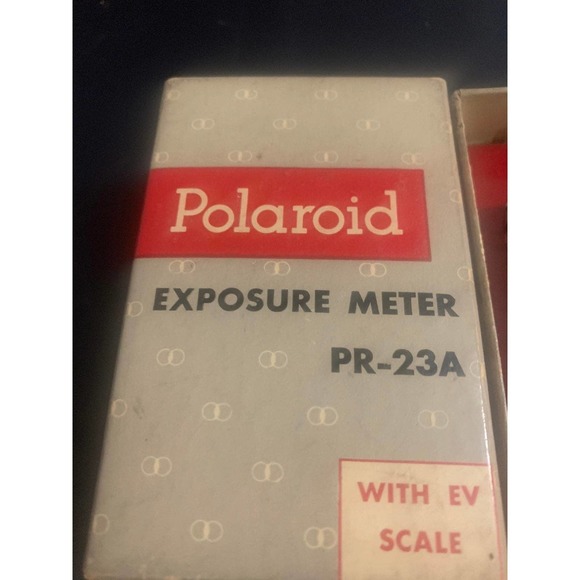 Polaroid
EXPOSURE METER
PR-23A
WITH EV
SCALE